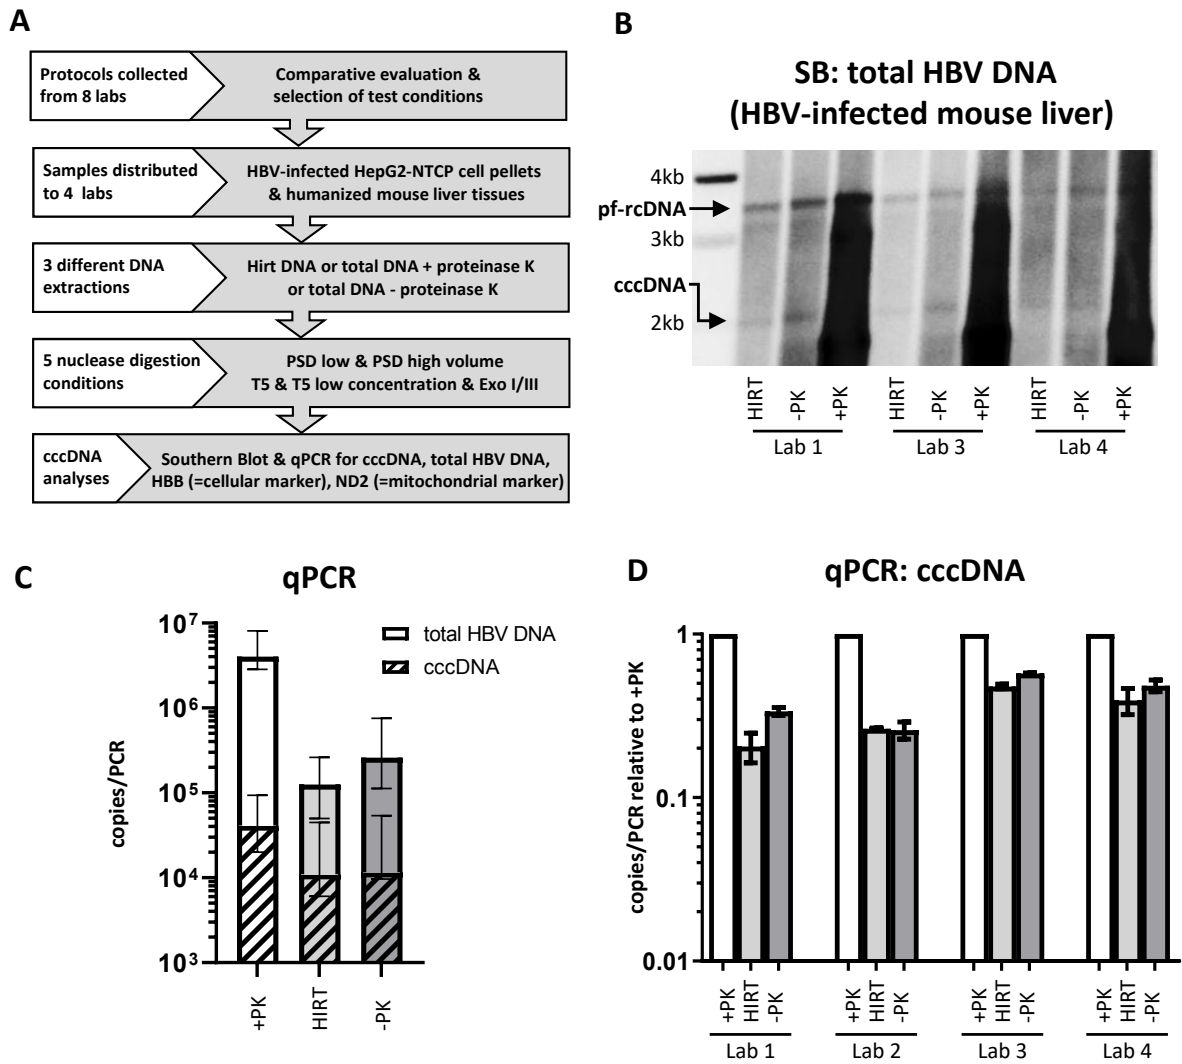 A
Protocols collected
from 8 labs
Comparative evaluation &
selection of test conditions
Samples distributed
to 4 labs
HBV-infected HepG2-NTCP cell pellets
& humanized mouse liver tissues
3 different DNA
extractions
Hirt DNA or total DNA + proteinase K
or total DNA - proteinase K
5 nuclease digestion
conditions
PSD low & PSD high volume
T5 & T5 low concentration & Exo I/III
cccDNA
analyses
Southern Blot & qPCR for cccDNA, total HBV DNA,
HBB (=cellular marker), ND2 (=mitochondrial marker)
B
SB: total HBV DNA
(HBV-infected mouse liver)
4kb
pf-rcDNA
3kb
cccDNA
2kb
HIRT -PK +PK HIRT -PK +PK HIRT -PK +PK
Lab 1 Lab 3 Lab 4
C
qPCR
total HBV DNA
cccDNA
copies/PCR
10⁷
10⁶
10⁵
10⁴
10³
+PK HIRT -PK
D
qPCR: cccDNA
copies/PCR relative to +PK
1
0.1
0.01
+PK HIRT -PK +PK HIRT -PK +PK HIRT -PK +PK HIRT -PK
Lab 1 Lab 2 Lab 3 Lab 4